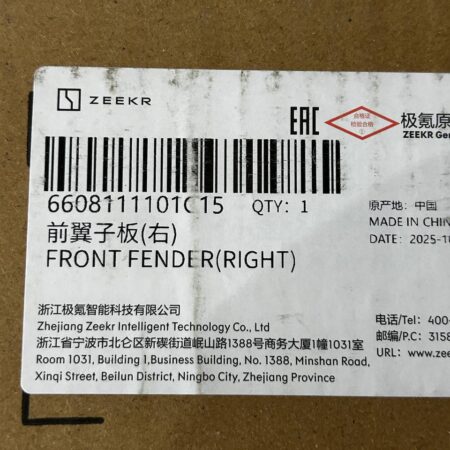 ZEEKR
EAC
合格证
检验合格
极氪原
ZEEKR Gen
6608111101C15 QTY: 1
前翼子板(右)
FRONT FENDER(RIGHT)
原产地: 中国
MADE IN CHIN
DATE: 2025-10
浙江极氪智能科技有限公司
Zhejiang Zeekr Intelligent Technology Co., Ltd
浙江省宁波市北仑区新碶街道岷山路1388号商务大厦1幢1031室
Room 1031, Building 1,Business Building, No. 1388, Minshan Road,
Xinqi Street, Beilun District, Ningbo City, Zhejiang Province
电话/Tel: 400-
邮编/P.C: 3158
URL: www.zee